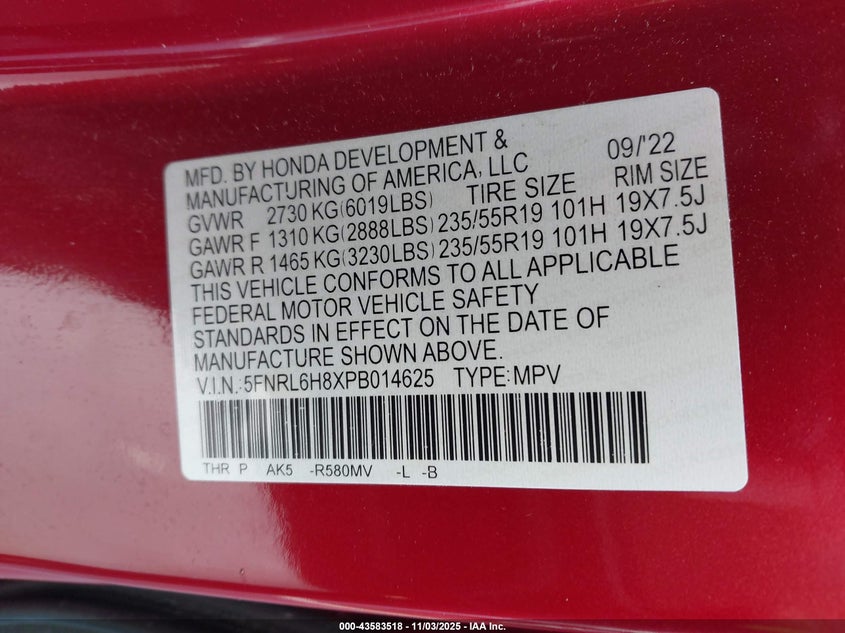 MFD. BY HONDA DEVELOPMENT & 09/'22
MANUFACTURING OF AMERICA, LLC
GVWR 2730 KG(6019LBS) TIRE SIZE RIM SIZE
GAWR F 1310 KG(2888LBS) 235/55R19 101H 19X7.5J
GAWR R 1465 KG(3230LBS) 235/55R19 101H 19X7.5J
THIS VEHICLE CONFORMS TO ALL APPLICABLE
FEDERAL MOTOR VEHICLE SAFETY
STANDARDS IN EFFECT ON THE DATE OF
MANUFACTURE SHOWN ABOVE.
V.I.N.:5FNRL6H8XPB014625 TYPE:MPV
THR P AK5 -R580MV -L -B
000-43583518 - 11/03/2025 - IAA Inc.